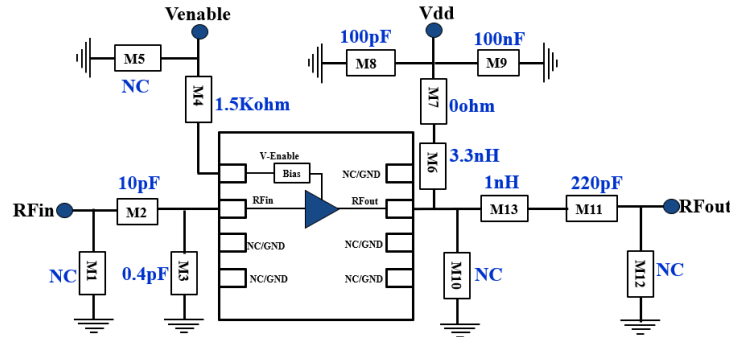 Venable
Vdd
100pF
100nF
M5
M8
M9
NC
M4
1.5Kohm
M7
0ohm
V-Enable
Bias
NC/GND
M6
3.3nH
10pF
1nH
220pF
RFin
M2
RFin
RFout
M13
M11
RFout
NC
M1
0.4pF
M3
NC/GND
NC/GND
M10
NC
NC
M12
NC/GND
NC/GND